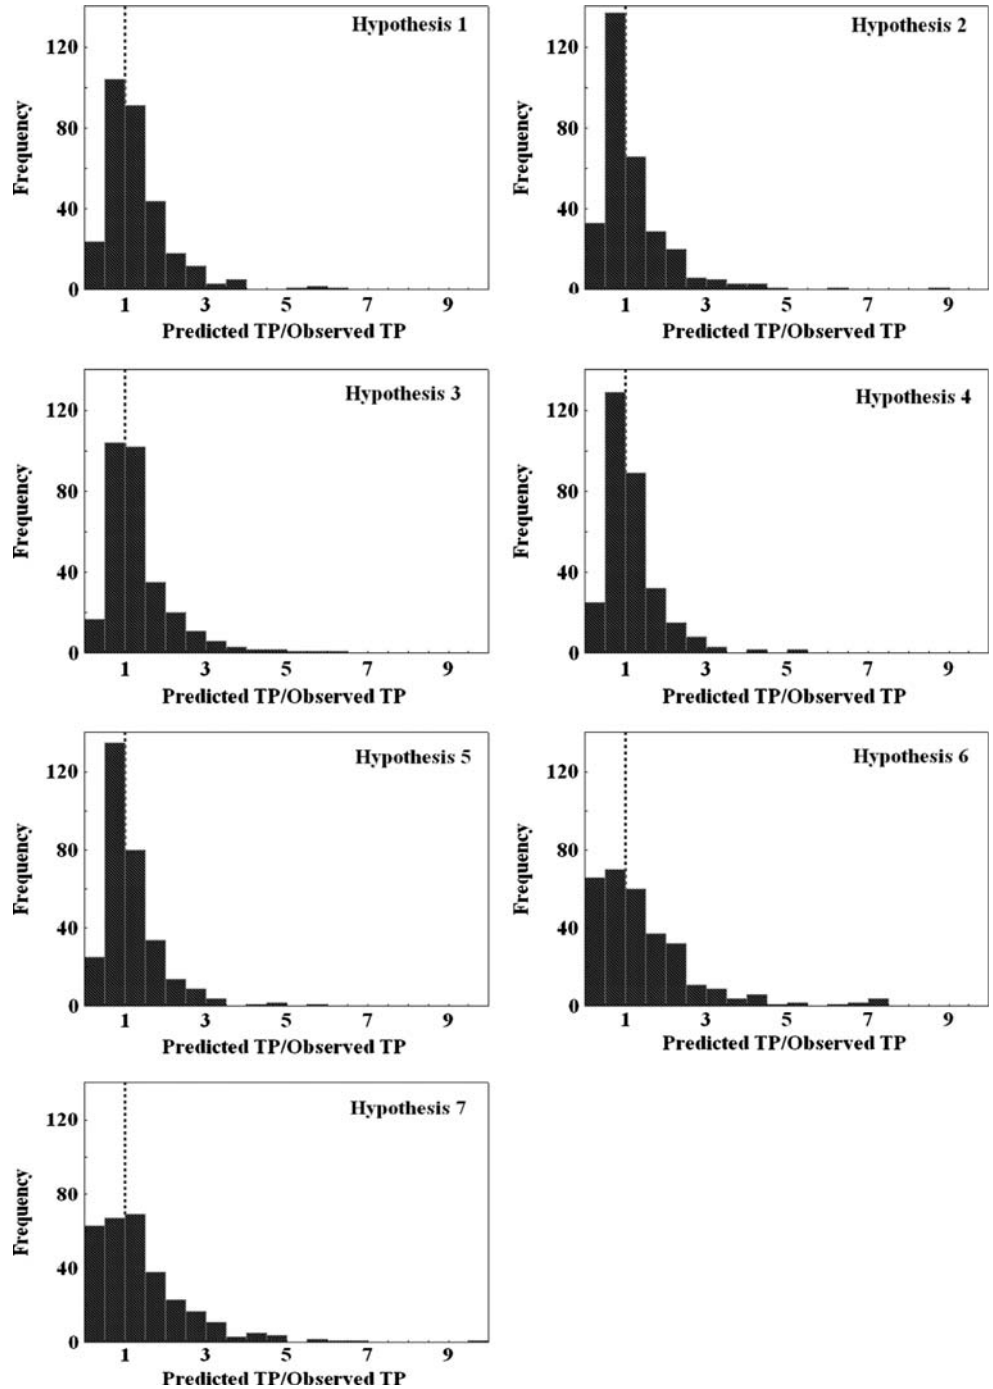 Hypothesis 1
120
80
40
0
Frequency
1 3 5 7 9
Predicted TP/Observed TP
Hypothesis 2
120
80
40
0
Frequency
1 3 5 7 9
Predicted TP/Observed TP
Hypothesis 3
120
80
40
0
Frequency
1 3 5 7 9
Predicted TP/Observed TP
Hypothesis 4
120
80
40
0
Frequency
1 3 5 7 9
Predicted TP/Observed TP
Hypothesis 5
120
80
40
0
Frequency
1 3 5 7 9
Predicted TP/Observed TP
Hypothesis 6
120
80
40
0
Frequency
1 3 5 7 9
Predicted TP/Observed TP
Hypothesis 7
120
80
40
0
Frequency
1 3 5 7 9
Predicted TP/Observed TP